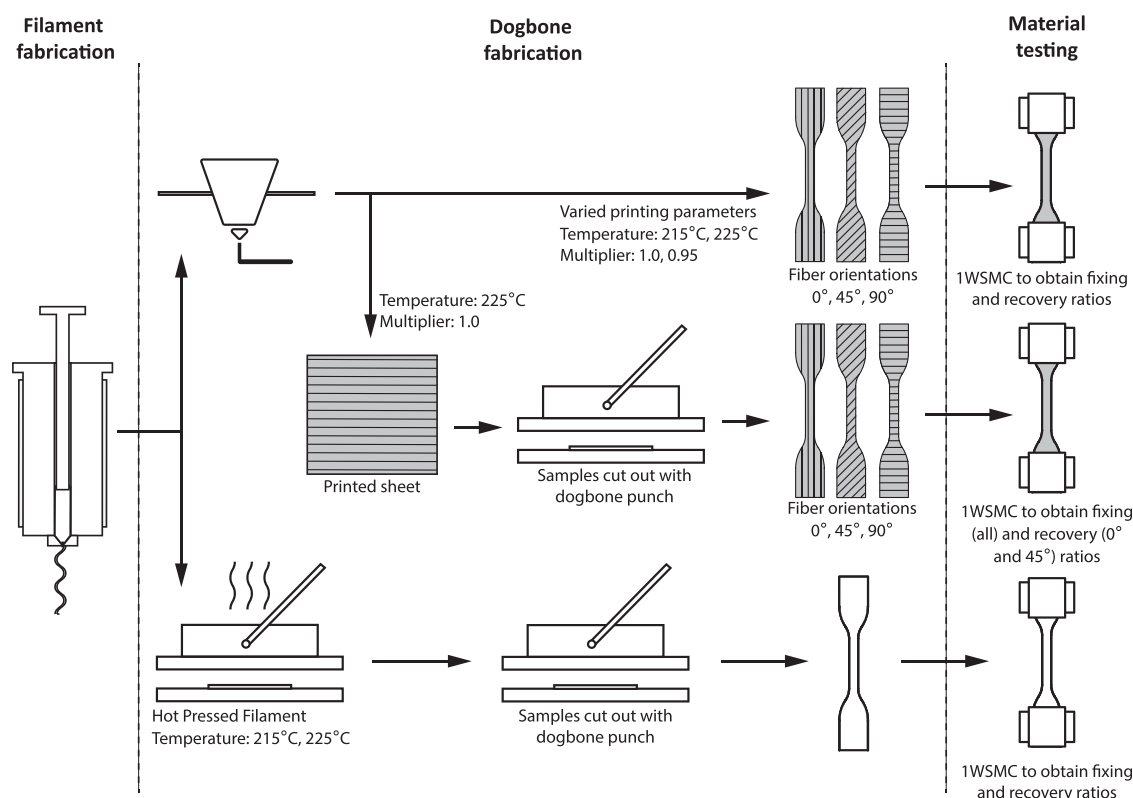 Filament
fabrication
Dogbone
fabrication
Material
testing
Varied printing parameters
Temperature: 215°C, 225°C
Multiplier: 1.0, 0.95
Fiber orientations
0°, 45°, 90°
1WSMC to obtain fixing
and recovery ratios
Temperature: 225°C
Multiplier: 1.0
Printed sheet
Samples cut out with
dogbone punch
Fiber orientations
0°, 45°, 90°
1WSMC to obtain fixing
(all) and recovery (0°
and 45°) ratios
Hot Pressed Filament
Temperature: 215°C, 225°C
Samples cut out with
dogbone punch
1WSMC to obtain fixing
and recovery ratios